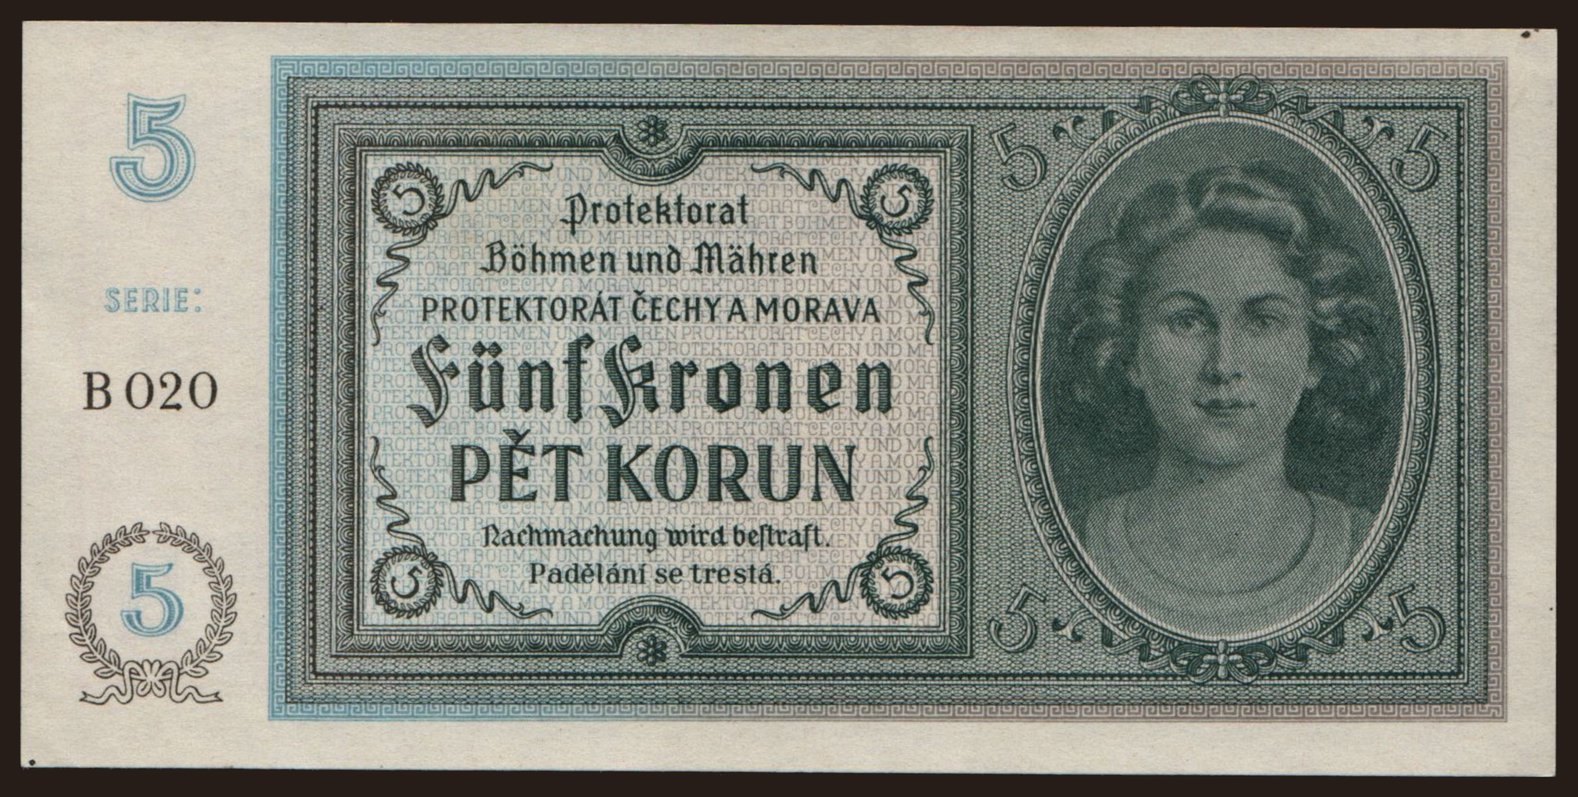 5
SERIE:
B 020
5
5
5
Protektorat
Böhmen und Mähren
PROTEKTORÁT ČECHY A MORAVA
Fünf Kronen
PĚT KORUN
Nachmachung wird bestraft.
Padělání se trestá.
5
5
5
5
5
5